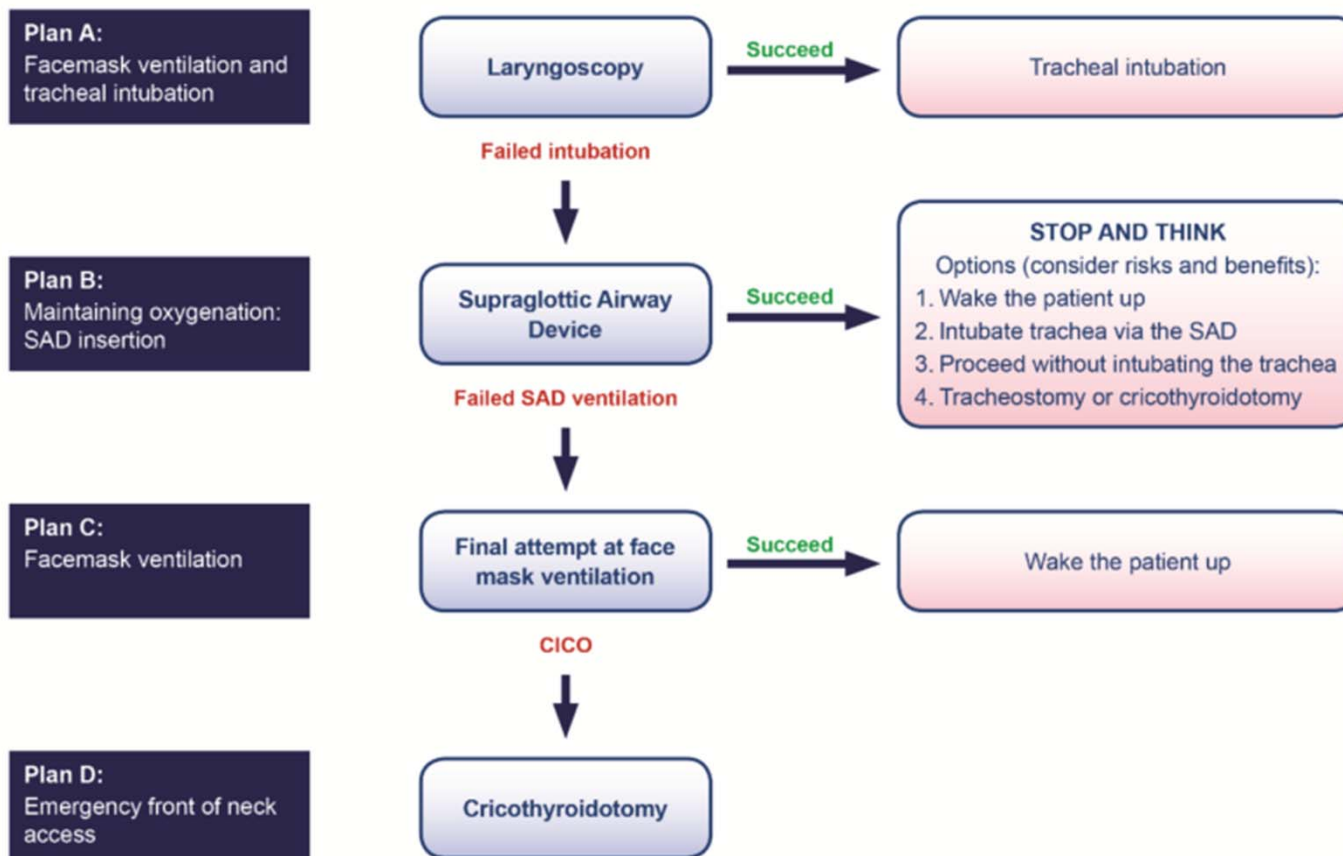 Plan A:
Facemask ventilation and
tracheal intubation
Laryngoscopy
Succeed
Tracheal intubation
Failed intubation
Plan B:
Maintaining oxygenation:
SAD insertion
Supraglottic Airway
Device
Succeed
STOP AND THINK
Options (consider risks and benefits):
1. Wake the patient up
2. Intubate trachea via the SAD
3. Proceed without intubating the trachea
4. Tracheostomy or cricothyroidotomy
Failed SAD ventilation
Plan C:
Facemask ventilation
Final attempt at face
mask ventilation
Succeed
Wake the patient up
CICO
Plan D:
Emergency front of neck
access
Cricothyroidotomy